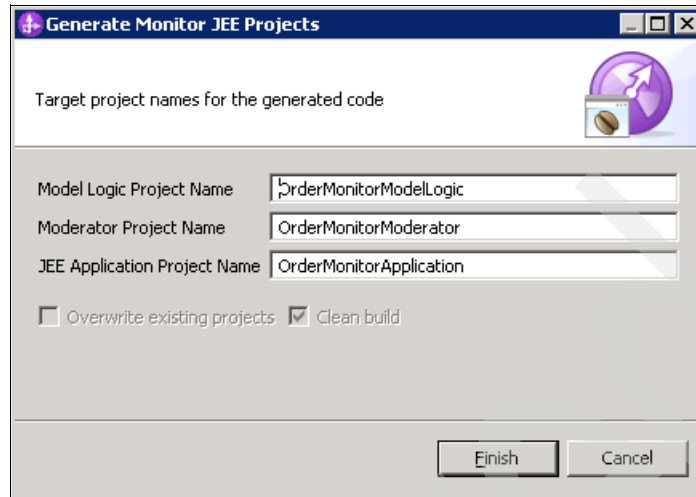 Generate Monitor JEE Projects
Target project names for the generated code
Model Logic Project Name OrderMonitorModelLogic
Moderator Project Name OrderMonitorModerator
JEE Application Project Name OrderMonitorApplication
Overwrite existing projects Clean build
Finish Cancel